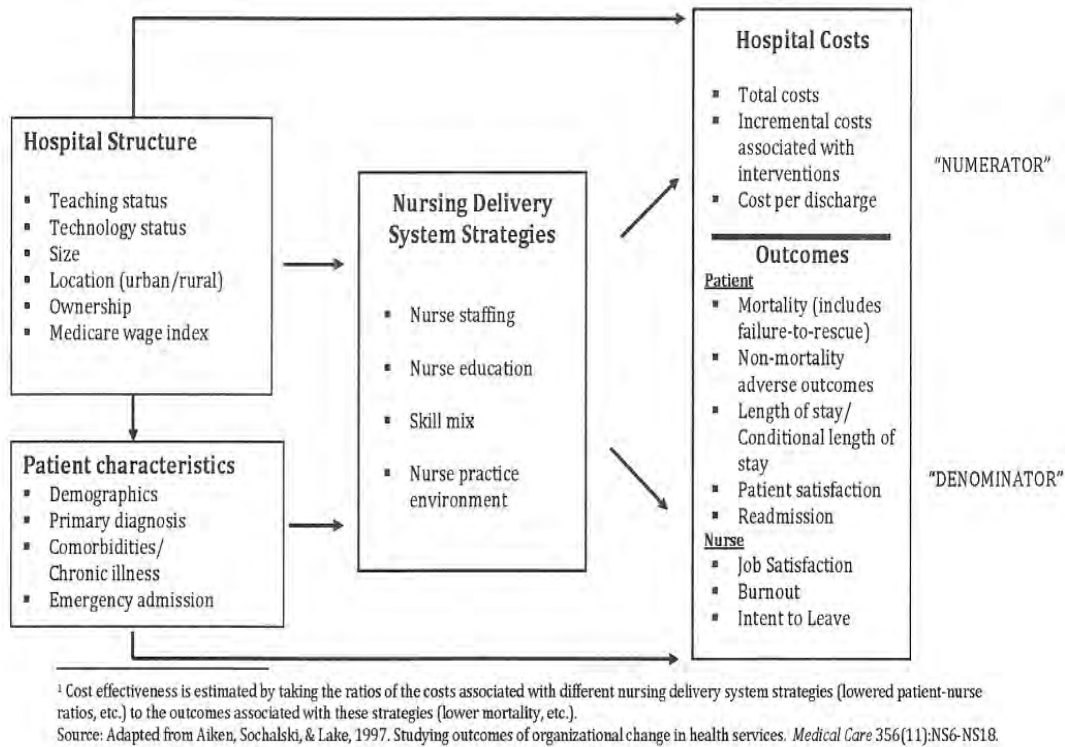 Hospital Structure
▪ Teaching status
▪ Technology status
▪ Size
▪ Location (urban/rural)
▪ Ownership
▪ Medicare wage index
Patient characteristics
▪ Demographics
▪ Primary diagnosis
▪ Comorbidities/
Chronic illness
▪ Emergency admission
Nursing Delivery
System Strategies
▪ Nurse staffing
▪ Nurse education
▪ Skill mix
▪ Nurse practice
environment
Hospital Costs
▪ Total costs
▪ Incremental costs
associated with
interventions
▪ Cost per discharge
Outcomes
Patient
▪ Mortality (includes
failure-to-rescue)
▪ Non-mortality
adverse outcomes
▪ Length of stay/
Conditional length of
stay
▪ Patient satisfaction
▪ Readmission
Nurse
▪ Job Satisfaction
▪ Burnout
▪ Intent to Leave
"NUMERATOR"
"DENOMINATOR"
¹ Cost effectiveness is estimated by taking the ratios of the costs associated with different nursing delivery system strategies (lowered patient-nurse
ratios, etc.) to the outcomes associated with these strategies (lower mortality, etc.).
Source: Adapted from Aiken, Sochalski, & Lake, 1997. Studying outcomes of organizational change in health services. Medical Care 356(11):NS6-NS18.